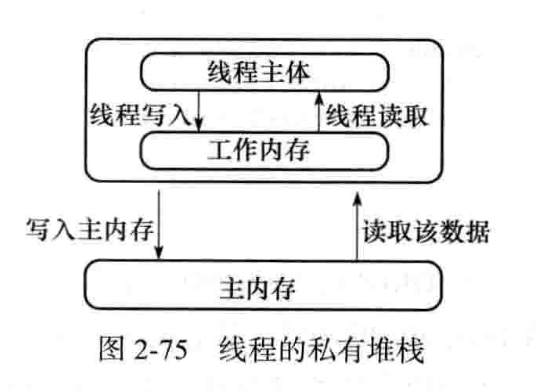 线程主体
线程写入
线程读取
工作内存
写入主内存
读取该数据
主内存
图 2-75 线程的私有堆栈